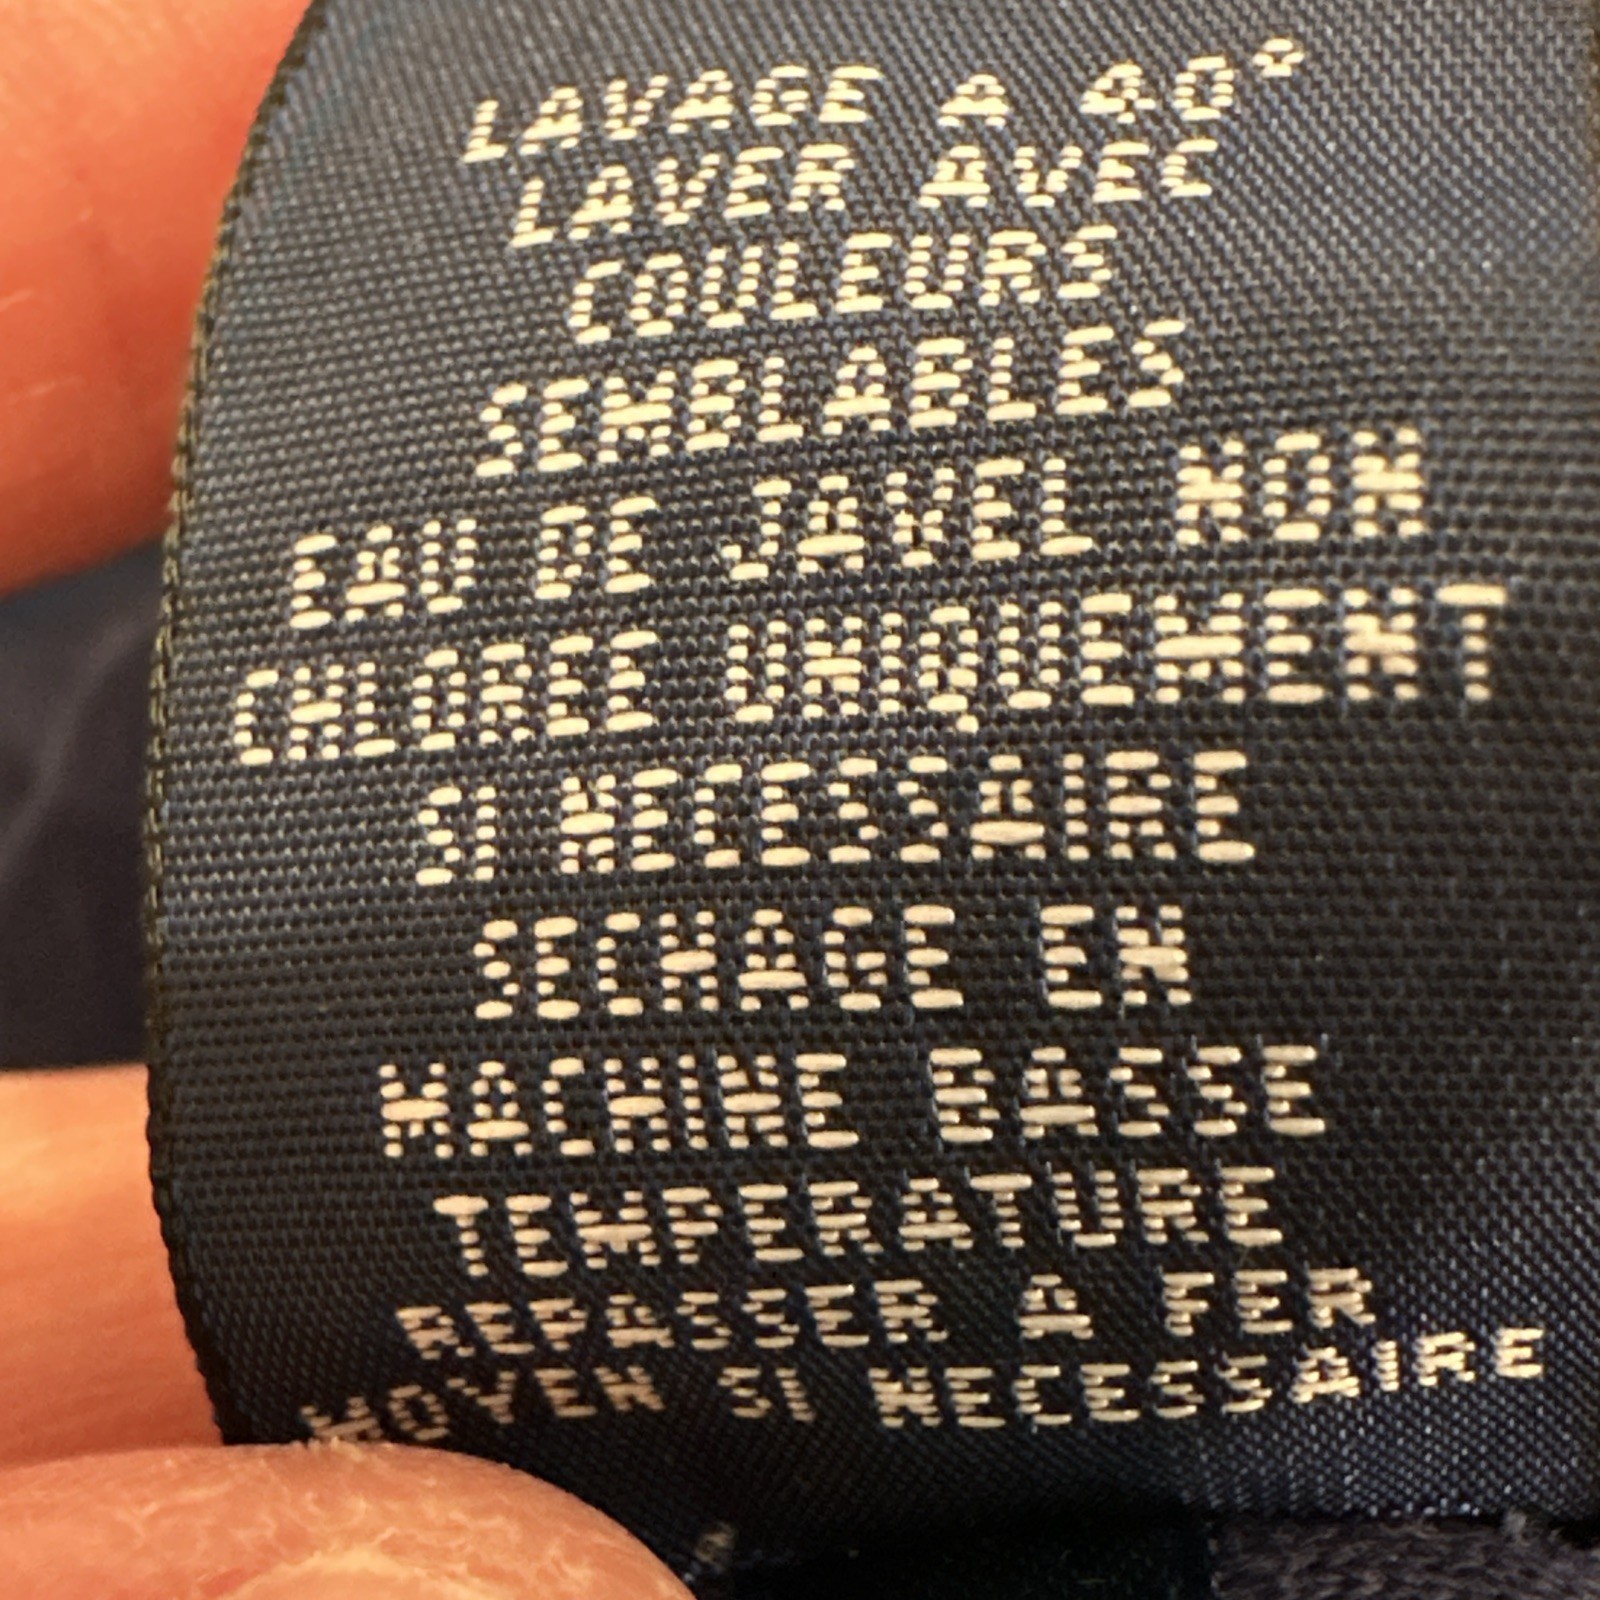 LAVAGE A 40°
LAVER AVEC
COULEURS
SEMBLABLES
EAU DE JAVEL NON
CHLOREE UNIQUEMENT
SI NECESSAIRE
SECHAGE EN
MACHINE BASSE
TEMPERATURE
REPASSER A FER
MOYEN SI NECESSAIRE